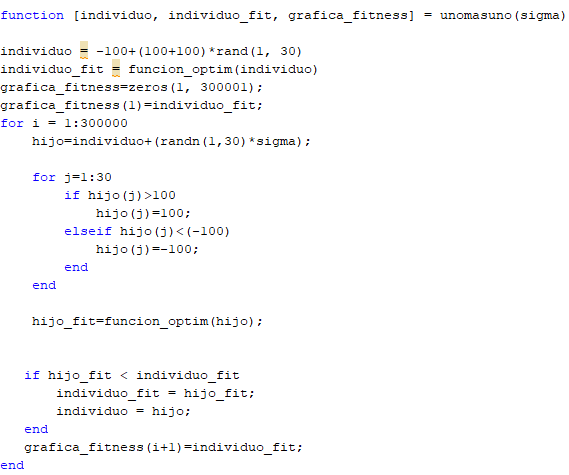 function [individuo, individuo_fit, grafica_fitness] = unomasuno(sigma)
individuo = -100+(100+100)*rand(1, 30)
individuo_fit = funcion_optim(individuo)
grafica_fitness=zeros(1, 300001);
grafica_fitness(1)=individuo_fit;
for i = 1:300000
hijo=individuo+(randn(1,30)*sigma);
for j=1:30
if hijo(j)>100
hijo(j)=100;
elseif hijo(j)<(-100)
hijo(j)=-100;
end
end
hijo_fit=funcion_optim(hijo);
if hijo_fit < individuo_fit
individuo_fit = hijo_fit;
individuo = hijo;
end
grafica_fitness(i+1)=individuo_fit;
end